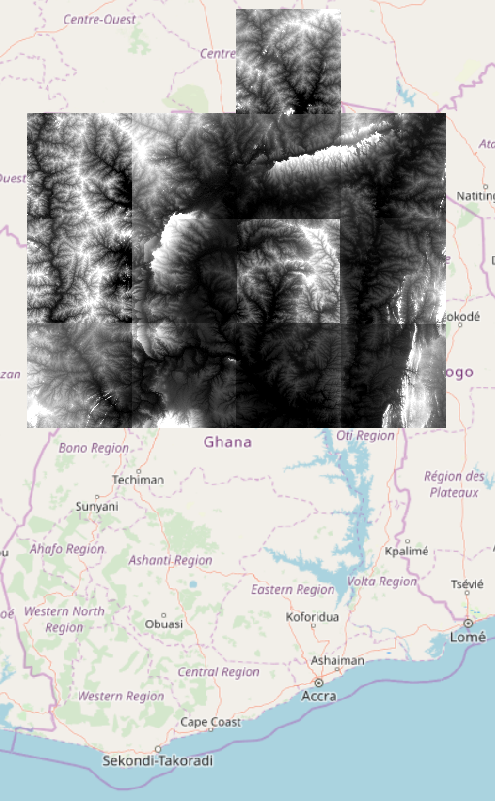 Centre-Ouest
Centre
Ata
Ouest
Natiting
e
okodé
zan
ogo
Ghana
Oti Region
Bono Region
Techiman
Région des
Plateaux
Sunyani
Ahafo Region
Ashanti Region
Kpalimé
Eastern Region
Volta Region
Tsévié
Western North
Region
Obuasi
Koforidua
Lomé
Ashaiman
Central Region
Western Region
Accra
Cape Coast
Sekondi-Takoradi